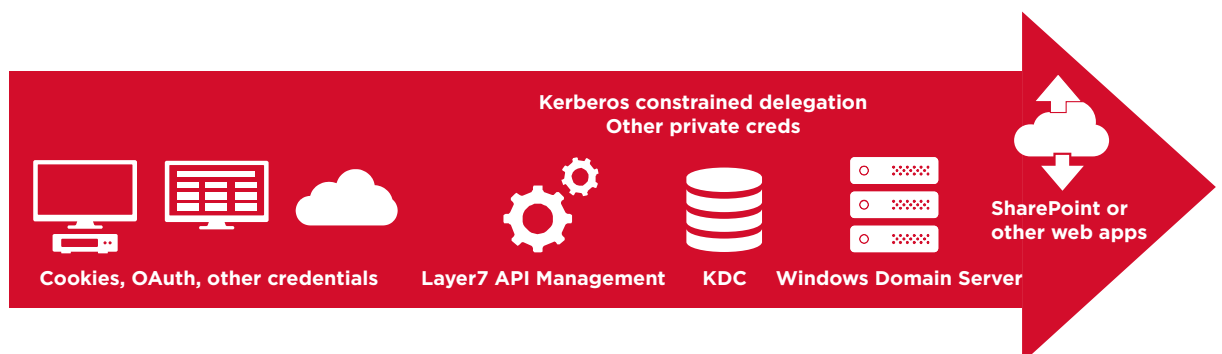 Kerberos constrained delegation
Other private creds
SharePoint or
other web apps
Cookies, OAuth, other credentials
Layer7 API Management
KDC
Windows Domain Server